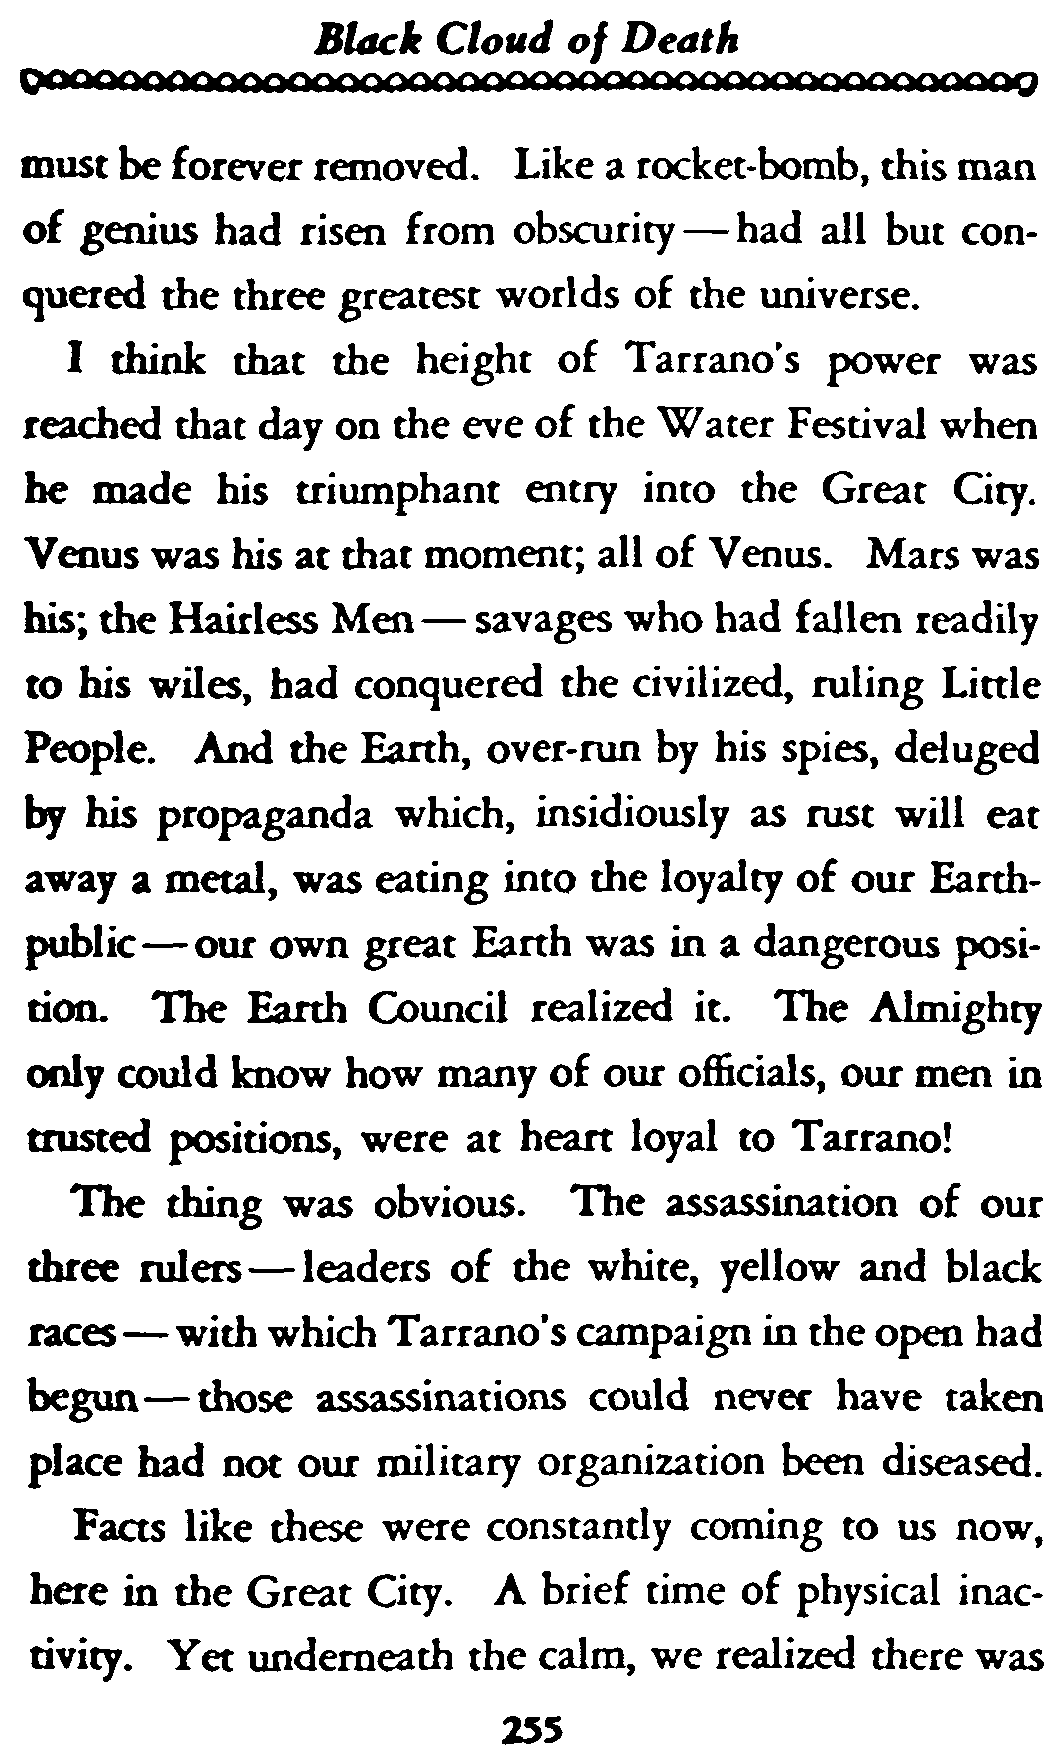 Black Cloud of Death
must be forever removed. Like a rocket-bomb, this man
of genius had risen from obscurity—had all but con-
quered the three greatest worlds of the universe.
I think that the height of Tarrano's power was
reached that day on the eve of the Water Festival when
he made his triumphant entry into the Great City.
Venus was his at that moment; all of Venus. Mars was
his; the Hairless Men—savages who had fallen readily
to his wiles, had conquered the civilized, ruling Little
People. And the Earth, over-run by his spies, deluged
by his propaganda which, insidiously as rust will eat
away a metal, was eating into the loyalty of our Earth-
public—our own great Earth was in a dangerous posi-
tion. The Earth Council realized it. The Almighty
only could know how many of our officials, our men in
trusted positions, were at heart loyal to Tarrano!
The thing was obvious. The assassination of our
three rulers—leaders of the white, yellow and black
races—with which Tarrano's campaign in the open had
begun—those assassinations could never have taken
place had not our military organization been diseased.
Facts like these were constantly coming to us now,
here in the Great City. A brief time of physical inac-
tivity. Yet underneath the calm, we realized there was
255